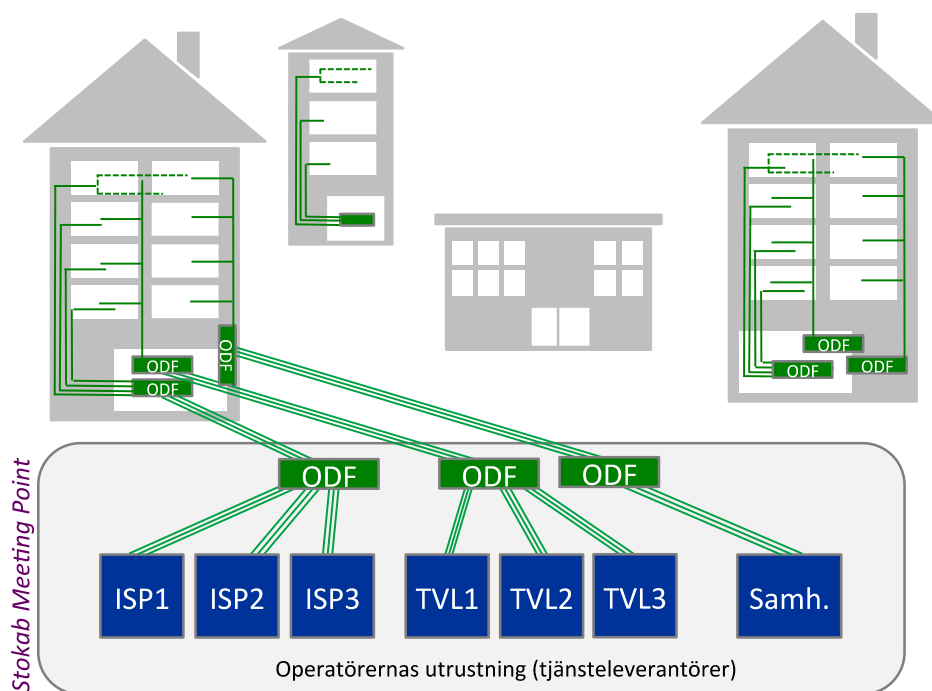 ODF
ODF
ODF
ODF
ODF
ODF
Stokab Meeting Point
ODF
ODF
ODF
ISP1
ISP2
ISP3
TVL1
TVL2
TVL3
Samh.
Operatörernas utrustning (tjänsteleverantörer)